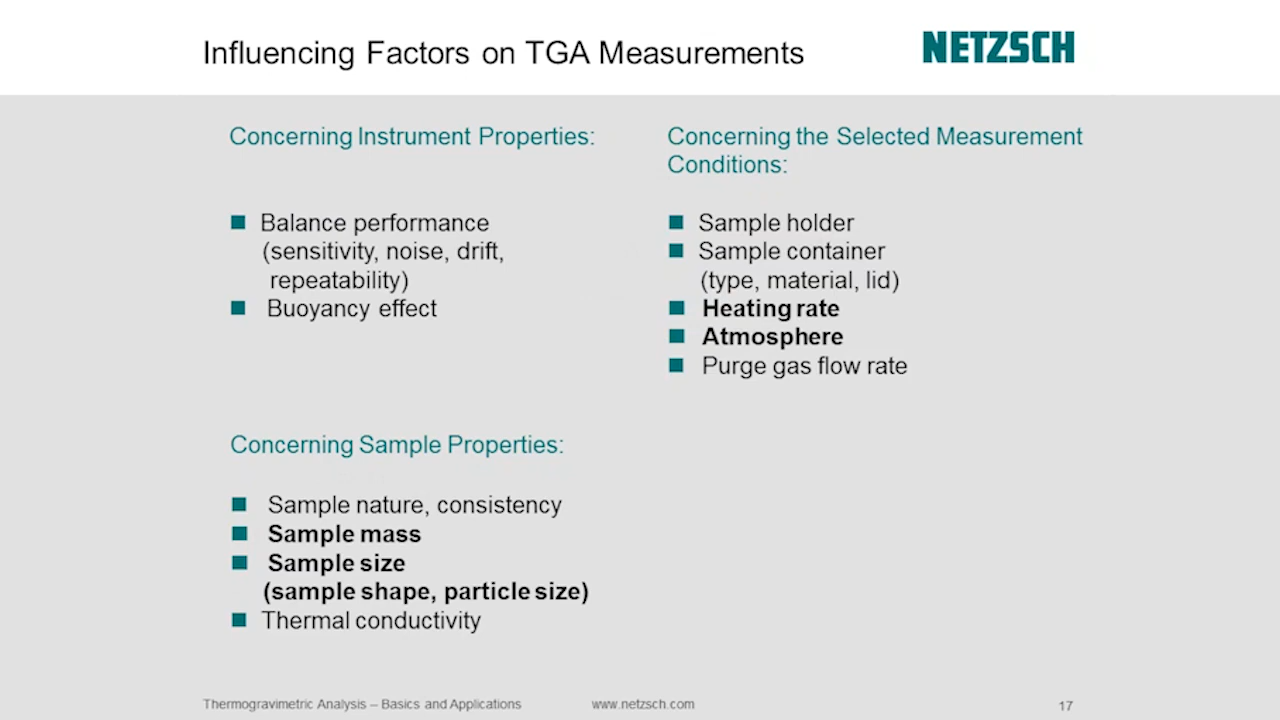 Influencing Factors on TGA Measurements
NETZSCH
Concerning Instrument Properties:
Balance performance
(sensitivity, noise, drift,
repeatability)
Buoyancy effect
Concerning the Selected Measurement
Conditions:
Sample holder
Sample container
(type, material, lid)
Heating rate
Atmosphere
Purge gas flow rate
Concerning Sample Properties:
Sample nature, consistency
Sample mass
Sample size
(sample shape, particle size)
Thermal conductivity
Thermogravimetric Analysis – Basics and Applications
www.netzsch.com
17